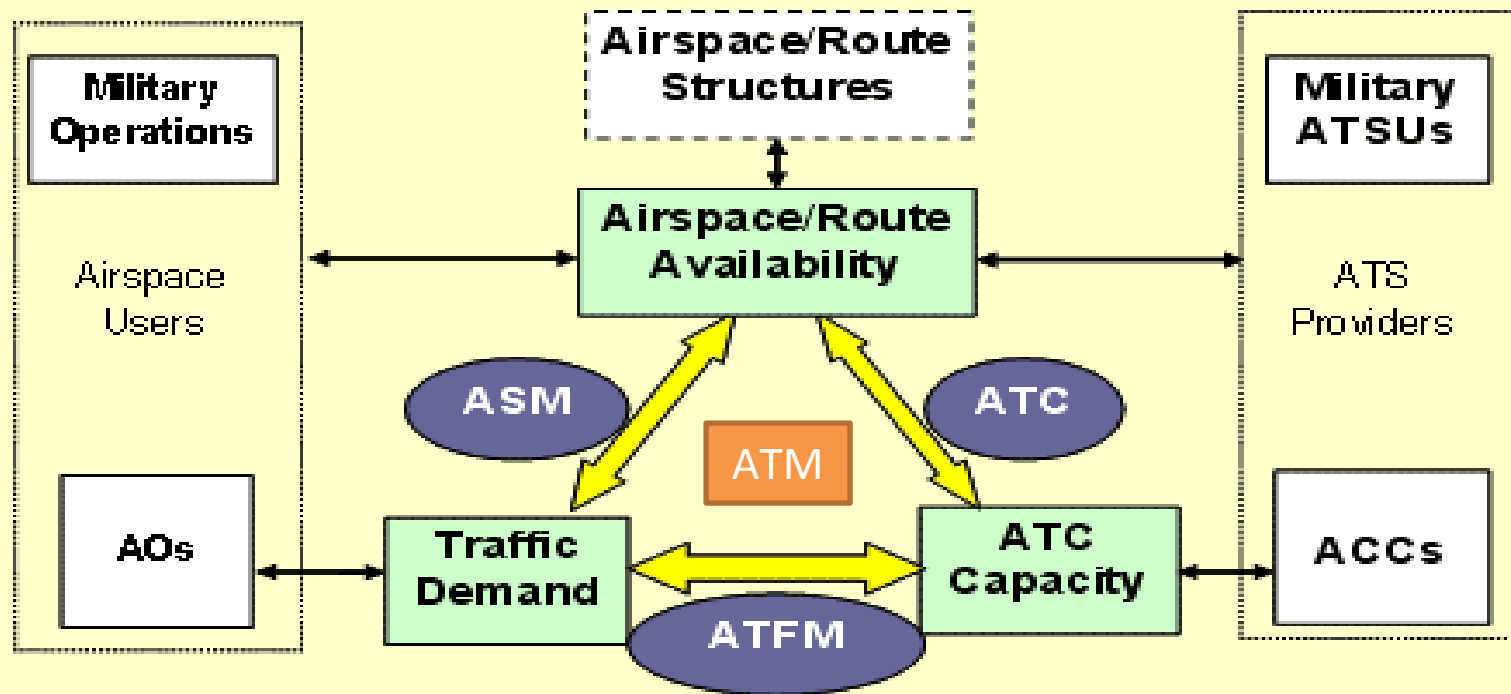 Airspace/Route
Structures
Military
Operations
Military
ATSUs
Airspace/Route
Availability
Airspace
Users
ATS
Providers
ASM
ATC
ATM
AOs
Traffic
Demand
ATC
Capacity
ACCs
ATFM